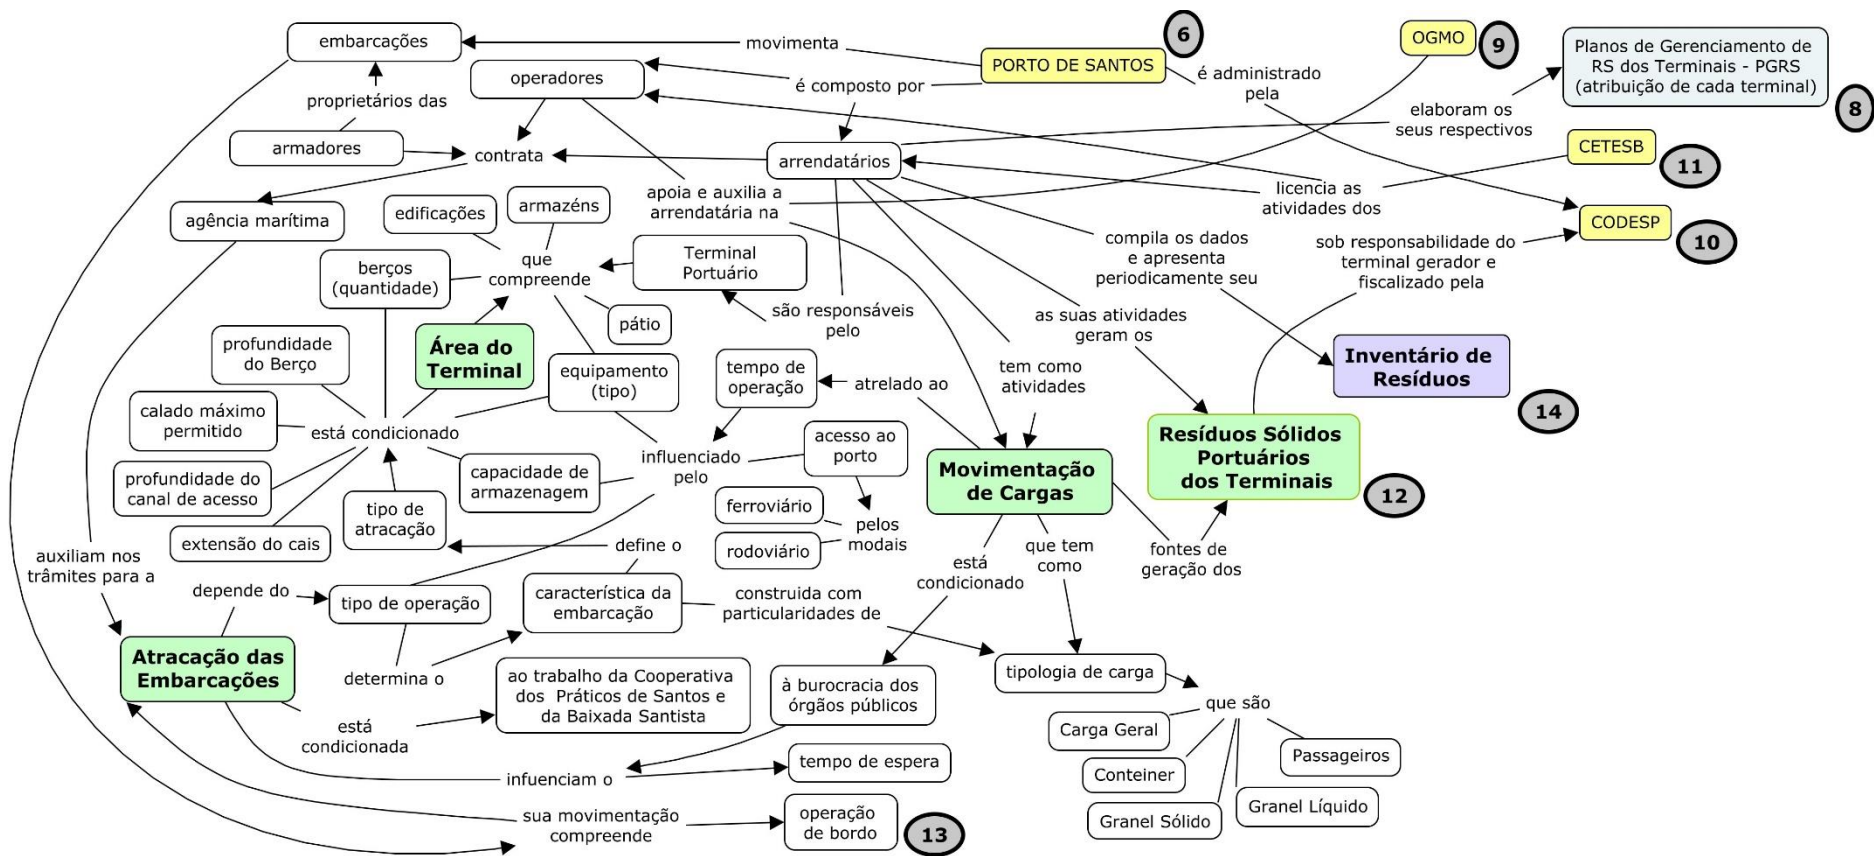 embarcações
movimenta
6
PORTO DE SANTOS
OGMO
9
Planos de Gerenciamento de
RS dos Terminais - PGRS
(atribuição de cada terminal)
8
operadores
é composto por
é administrado
pela
proprietários das
elaboram os
seus respectivos
armadores
contrata
arrendatários
CETESB
11
apoia e auxilia a
arrendatária na
licencia as
atividades dos
agência marítima
edificações
armazéns
CODESP
10
que
compreende
Terminal
Portuário
compila os dados
e apresenta
periodicamente seu
sob responsabilidade do
terminal gerador e
fiscalizado pela
berços
(quantidade)
pátio
são responsáveis
pelo
as suas atividades
geram os
profundidade
do Berço
Área do
Terminal
equipamento
(tipo)
tempo de
operação
atrelado ao
tem como
atividades
Inventário de
Resíduos
14
calado máximo
permitido
está condicionado
influenciado
pelo
acesso ao
porto
Movimentação
de Cargas
Resíduos Sólidos
Portuários
dos Terminais
12
profundidade do
canal de acesso
capacidade de
armazenagem
tipo de
atracação
ferroviário
rodoviário
pelos
modais
extensão do cais
define o
está
condicionado
que tem
como
fontes de
geração dos
auxiliam nos
trâmites para a
depende do
tipo de operação
característica da
embarcação
construida com
particularidades de
Atracação das
Embarcações
determina o
ao trabalho da Cooperativa
dos Práticos de Santos e
da Baixada Santista
à burocracia dos
órgãos públicos
tipologia de carga
está
condicionada
que são
Carga Geral
Passageiros
Conteiner
Granel Líquido
Granel Sólido
infuenciam o
tempo de espera
sua movimentação
compreende
operação
de bordo
13